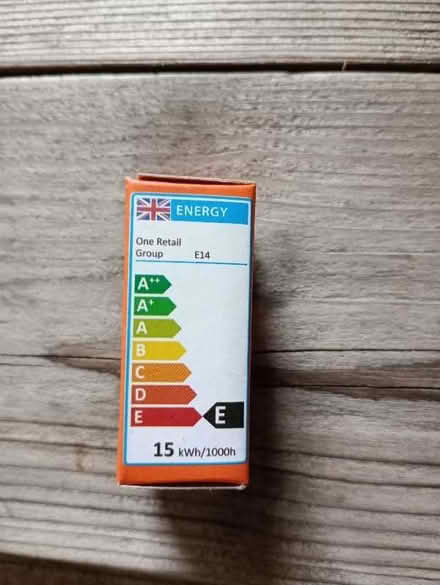 ENERGY
One Retail
Group E14
A++
A+
A
B
C
D
E E
15 kWh/1000h